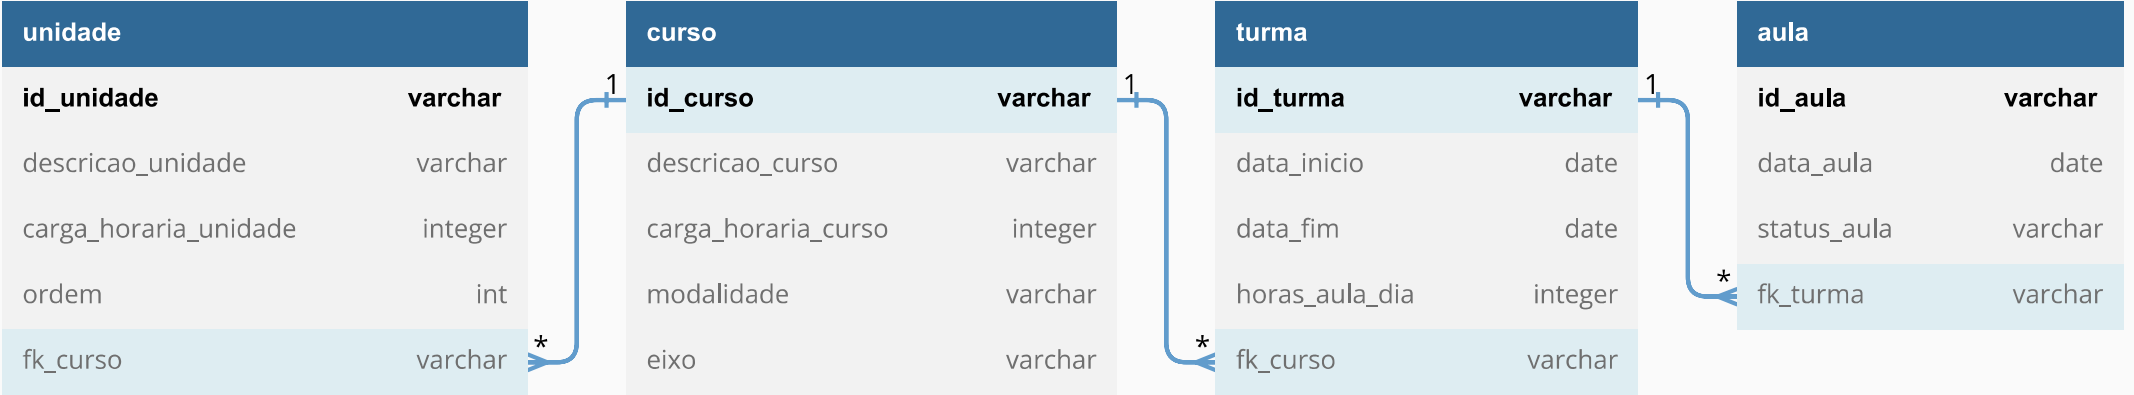 unidade
id_unidade varchar
descricao_unidade varchar
carga_horaria_unidade integer
ordem int
fk_curso varchar
*
1
curso
id_curso varchar
descricao_curso varchar
carga_horaria_curso integer
modalidade varchar
eixo varchar
1
*
turma
id_turma varchar
data_inicio date
data_fim date
horas_aula_dia integer
fk_curso varchar
1
*
aula
id_aula varchar
data_aula date
status_aula varchar
fk_turma varchar